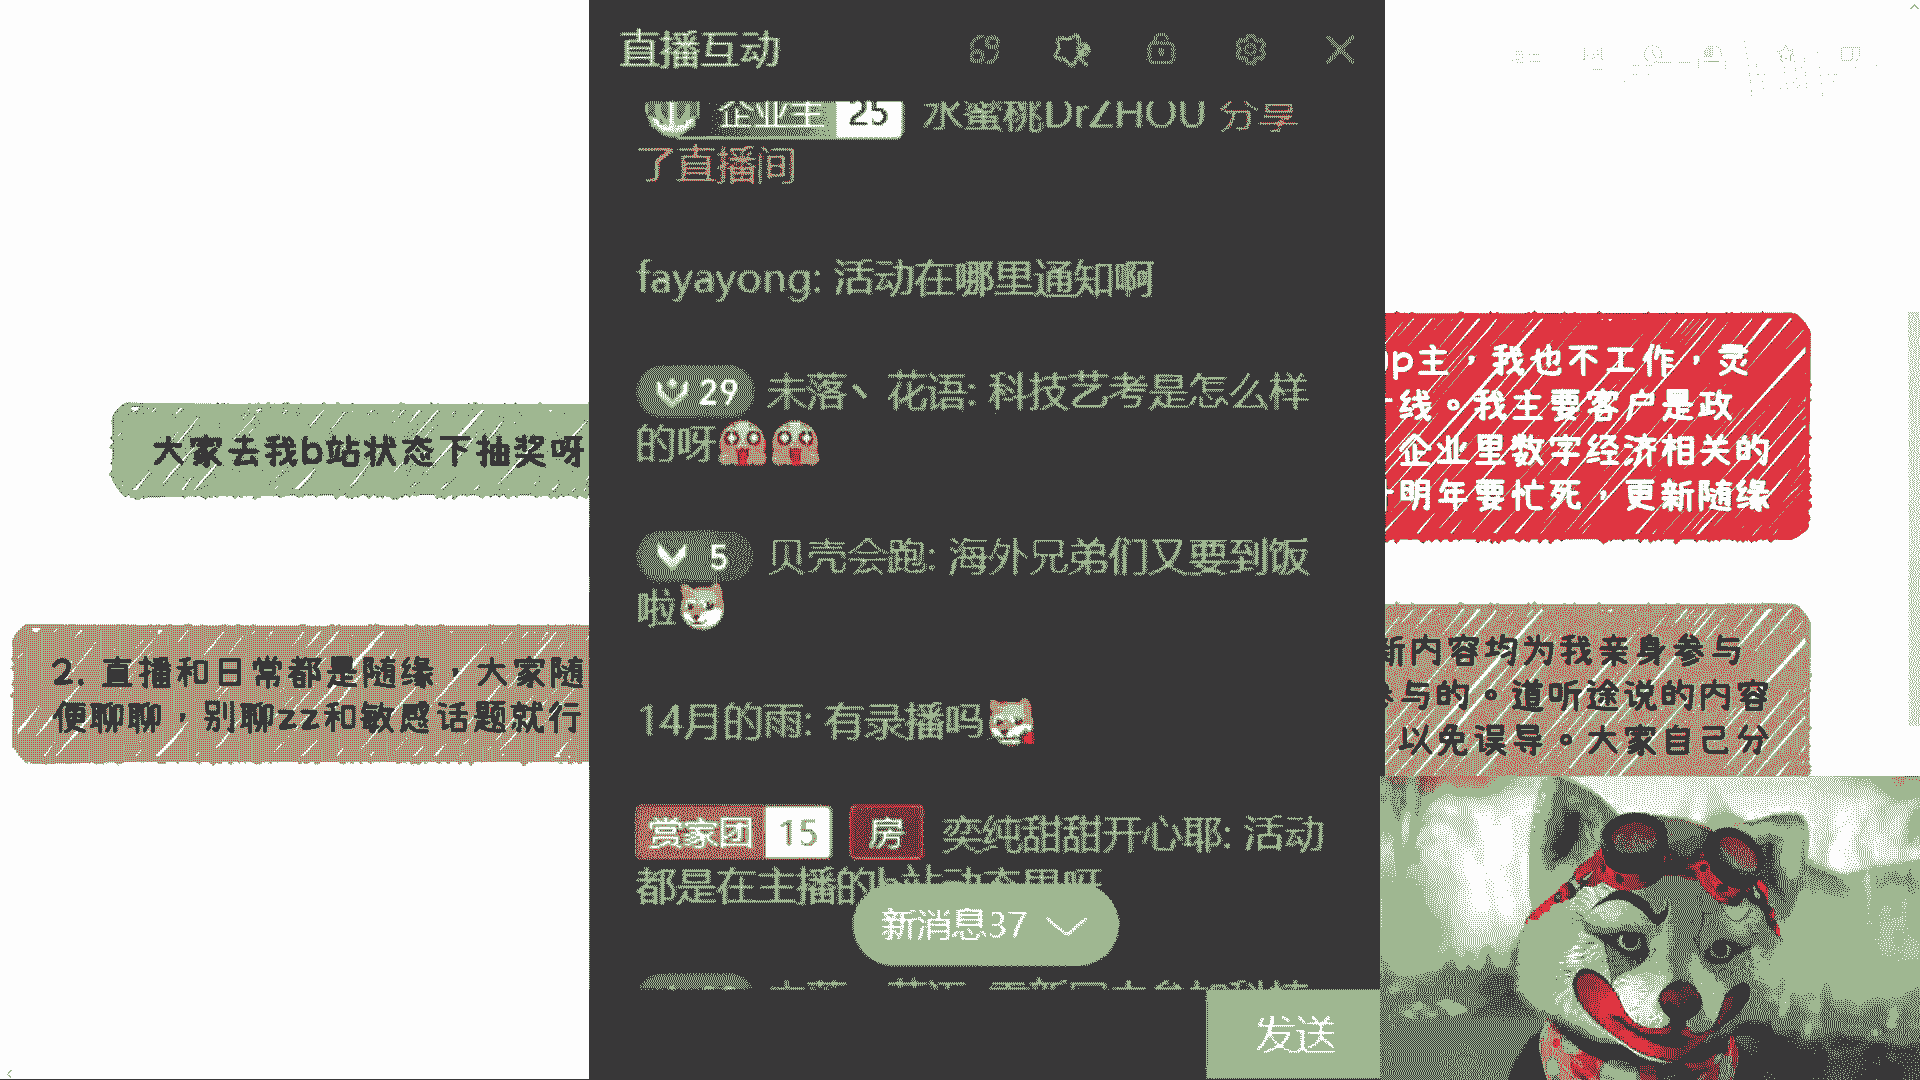 直播互动
企业主 25 水蜜桃DrZHOU 分享
了直播间
fayayong: 活动在哪里通知啊
29 未落丶 花语: 科技艺考是怎么样
的呀
5 贝壳会跑: 海外兄弟们又要到饭
啦
14月的雨: 有录播吗
赏家团 15 房 奕纯甜甜开心耶: 活动
都是在主播的b站动态里呀
新消息37
发送
大家去我b站状态下抽奖呀
2. 直播和日常都是随缘，大家随
便聊聊，别聊zz和敏感话题就行
p主，我也不工作，灵
线。我主要客户是政
企业里数字经济相关的
明年要忙死，更新随缘
新内容均为我亲身参与
参与的。道听途说的内容
以免误导。大家自己分